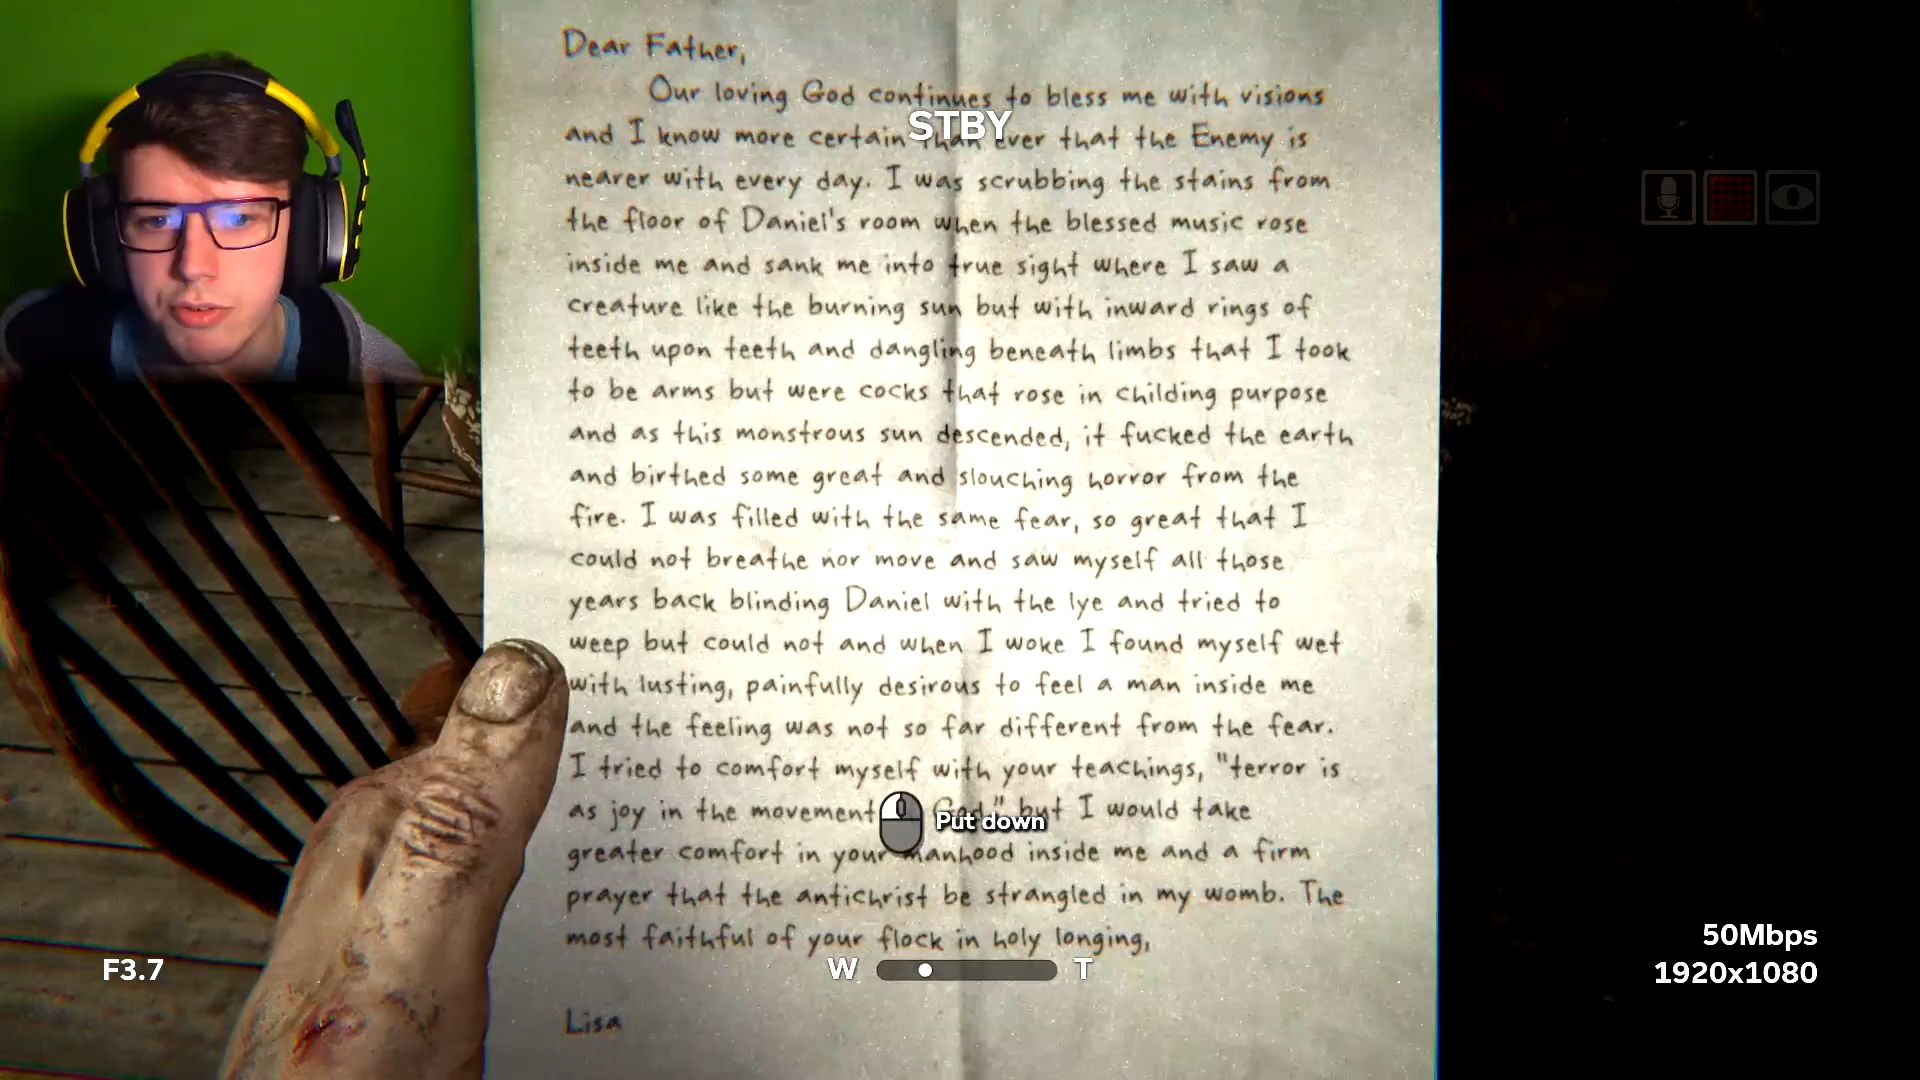 Dear Father,
Our loving God continues to bless me with visions
STBY
and I know more certain than ever that the Enemy is
nearer with every day. I was scrubbing the stains from
the floor of Daniel's room when the blessed music rose
inside me and sank me into true sight where I saw a
creature like the burning sun but with inward rings of
teeth upon teeth and dangling beneath limbs that I took
to be arms but were cocks that rose in childing purpose
and as this monstrous sun descended, it fucked the earth
and birthed some great and slouching horror from the
fire. I was filled with the same fear, so great that I
could not breathe nor move and saw myself all those
years back blinding Daniel with the lye and tried to
weep but could not and when I woke I found myself wet
with lusting, painfully desirous to feel a man inside me
and the feeling was not so far different from the fear.
I tried to comfort myself with your teachings, "terror is
as joy in the movement God" but I would take
Put down
greater comfort in your manhood inside me and a firm
prayer that the antichrist be strangled in my womb. The
most faithful of your flock in holy longing,
Lisa
F3.7
W T
50Mbps
1920x1080